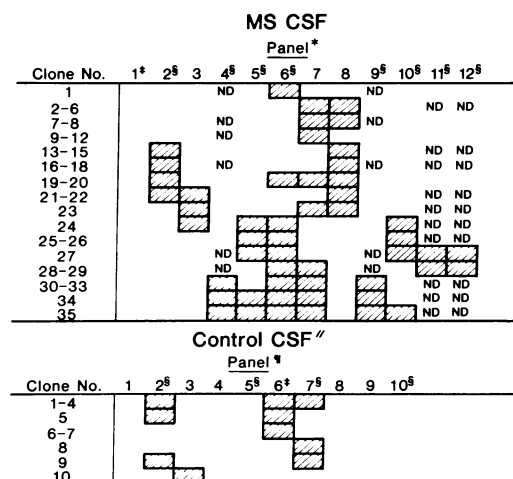 MS CSF
Panel*
Clone No. 1‡ 2§ 3 4§ 5§ 6§ 7 8 9§ 10§ 11§ 12§
1 ND ND
2-6 ND ND
7-8 ND ND
9-12 ND
13-15 ND ND
16-18 ND ND ND ND
19-20
21-22 ND ND
23 ND ND
24 ND ND
25-26 ND ND
27 ND ND
28-29 ND
30-33 ND ND
34 ND ND
35 ND ND
Control CSF″
Panel¶
Clone No. 1 2§ 3 4 5§ 6‡ 7§ 8 9 10§
1-4
5
6-7
8
9
10